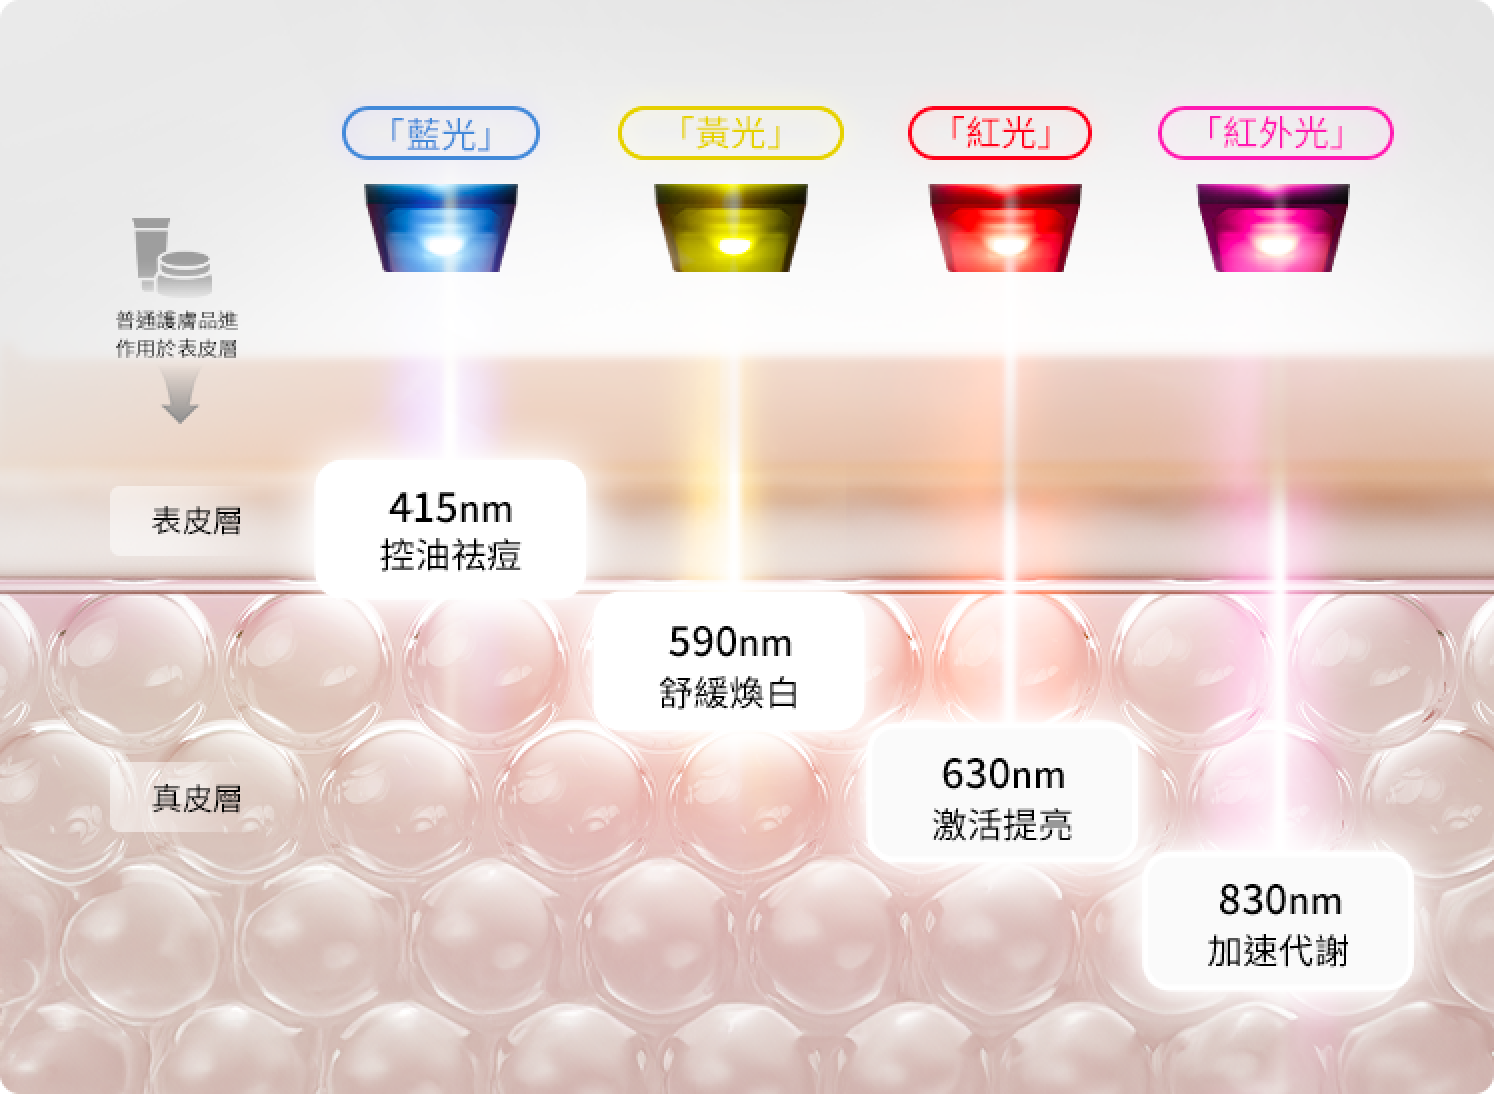 「藍光」
「黃光」
「紅光」
「紅外光」
普通護膚品進
作用於表皮層
415nm
控油祛痘
表皮層
590nm
舒緩煥白
630nm
激活提亮
真皮層
830nm
加速代謝